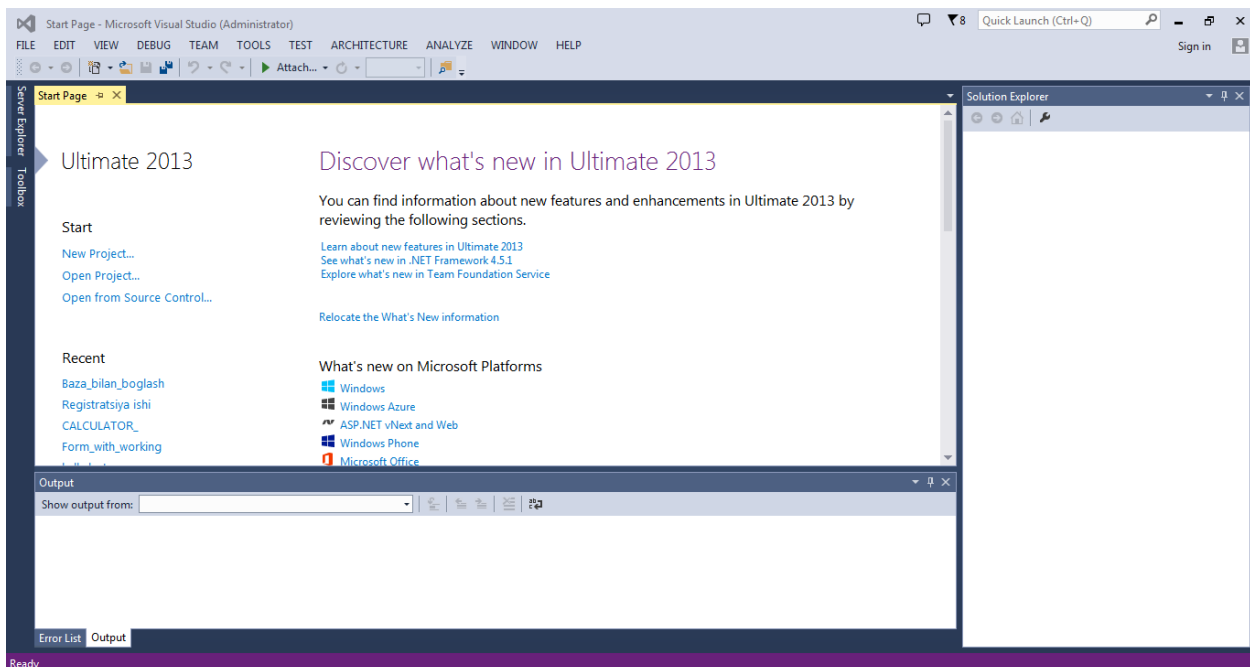 Start Page - Microsoft Visual Studio (Administrator)
8
Quick Launch (Ctrl+Q)
FILE EDIT VIEW DEBUG TEAM TOOLS TEST ARCHITECTURE ANALYZE WINDOW HELP
Sign in
Attach...
Server Explorer
Toolbox
Start Page
Ultimate 2013
Start
New Project...
Open Project...
Open from Source Control...
Recent
Baza_bilan_boglash
Registratsiya ishi
CALCULATOR_
Form_with_working
Discover what's new in Ultimate 2013
You can find information about new features and enhancements in Ultimate 2013 by
reviewing the following sections.
Learn about new features in Ultimate 2013
See what's new in .NET Framework 4.5.1
Explore what's new in Team Foundation Service
Relocate the What's New information
What's new on Microsoft Platforms
Windows
Windows Azure
ASP.NET vNext and Web
Windows Phone
Microsoft Office
Solution Explorer
Output
Show output from:
Error List Output
Ready